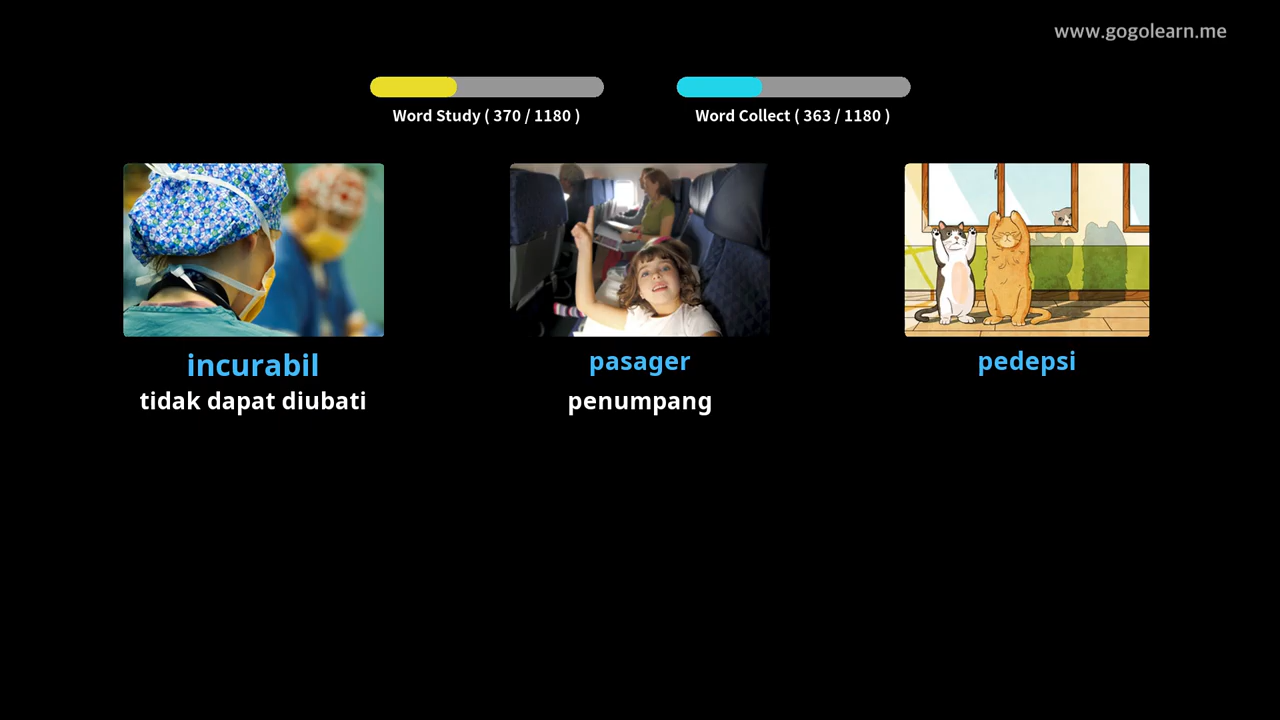 www.gogolearn.me
Word Study ( 370 / 1180 )
Word Collect ( 363 / 1180 )
incurabil
tidak dapat diubati
pasager
penumpang
pedepsi